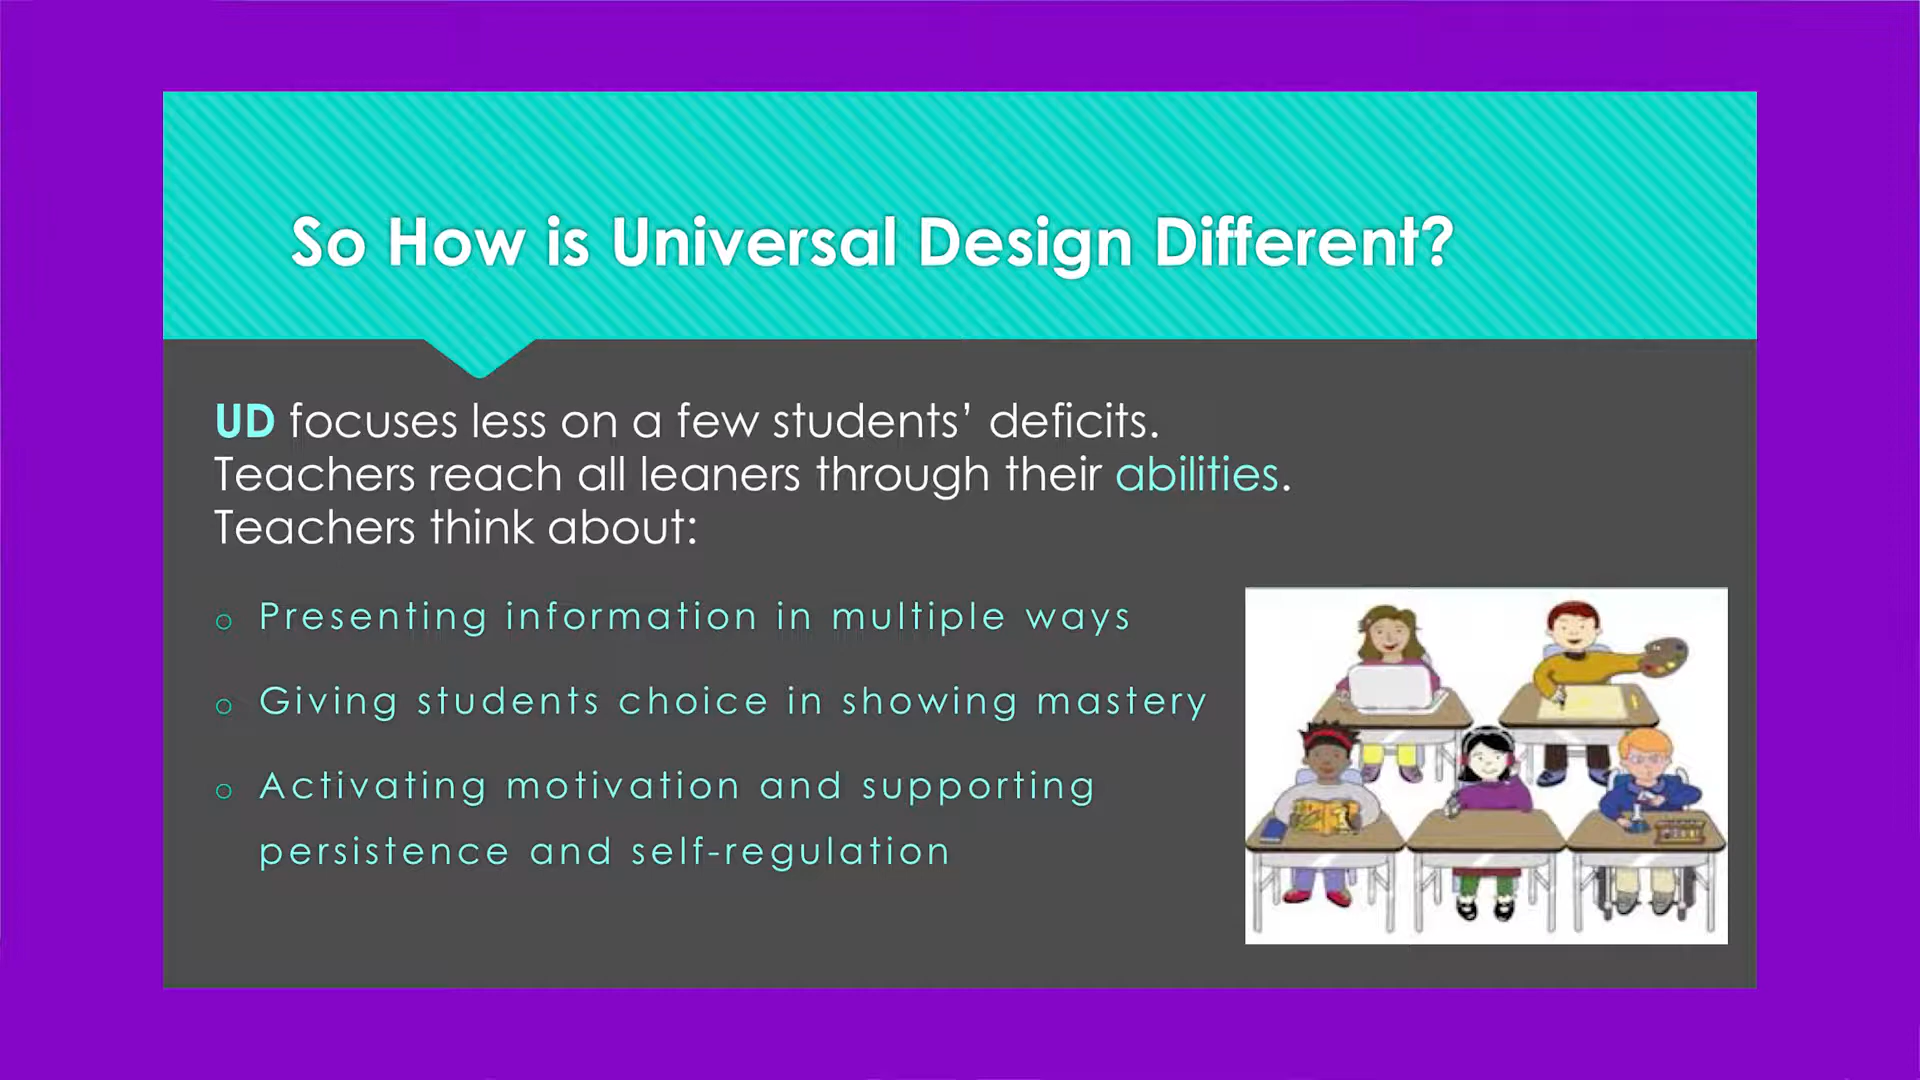 So How is Universal Design Different?
UD focuses less on a few students’ deficits.
Teachers reach all leaners through their abilities.
Teachers think about:
o Presenting information in multiple ways
o Giving students choice in showing mastery
o Activating motivation and supporting
persistence and self-regulation